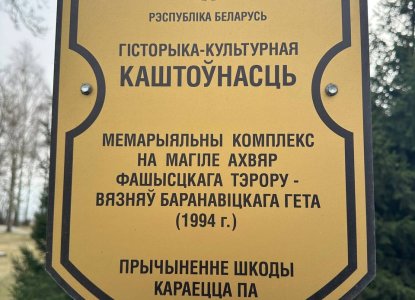 РЭСПУБЛІКА БЕЛАРУСЬ
ГІСТОРЫКА-КУЛЬТУРНАЯ
КАШТОЎНАСЦЬ
МЕМАРЫЯЛЬНЫ КОМПЛЕКС
НА МАГІЛЕ АХВЯР
ФАШЫСЦКАГА ТЭРОРУ -
ВЯЗНЯЎ БАРАНАВІЦКАГА ГЕТА
(1994 г.)
ПРЫЧЫНЕННЕ ШКОДЫ
КАРАЕЦЦА ПА